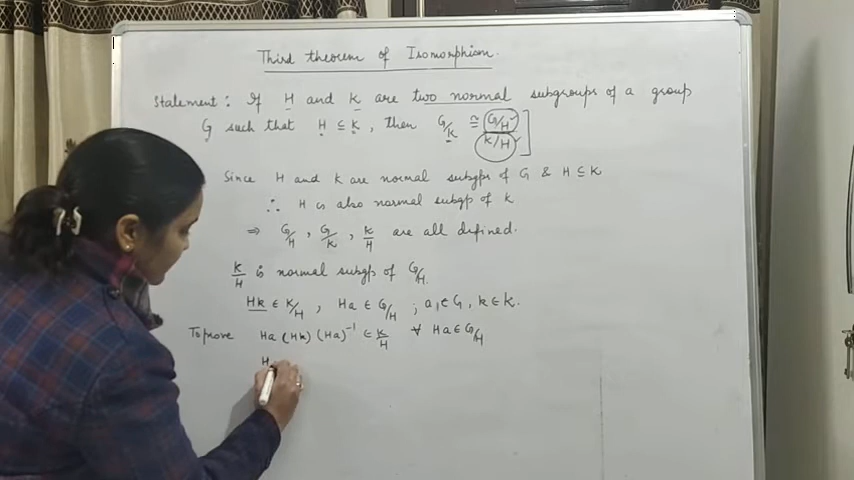 Third theorem of Isomorphism.
Statement: If H and K are two normal subgroups of a group
G such that H ⊆ K, then G/K ≅ (G/H)/(K/H)]
Since H and K are normal subgps of G & H ⊆ K
∴ H is also normal subgp of K
⇒ G/H, G/K, K/H are all defined.
K/H is normal subgp of G/H.
Hk ∈ K/H, Ha ∈ G/H ; a, ∈ G, k ∈ K.
To prove Ha (Hk) (Ha)⁻¹ ∈ K/H ∀ Ha ∈ G/H
H